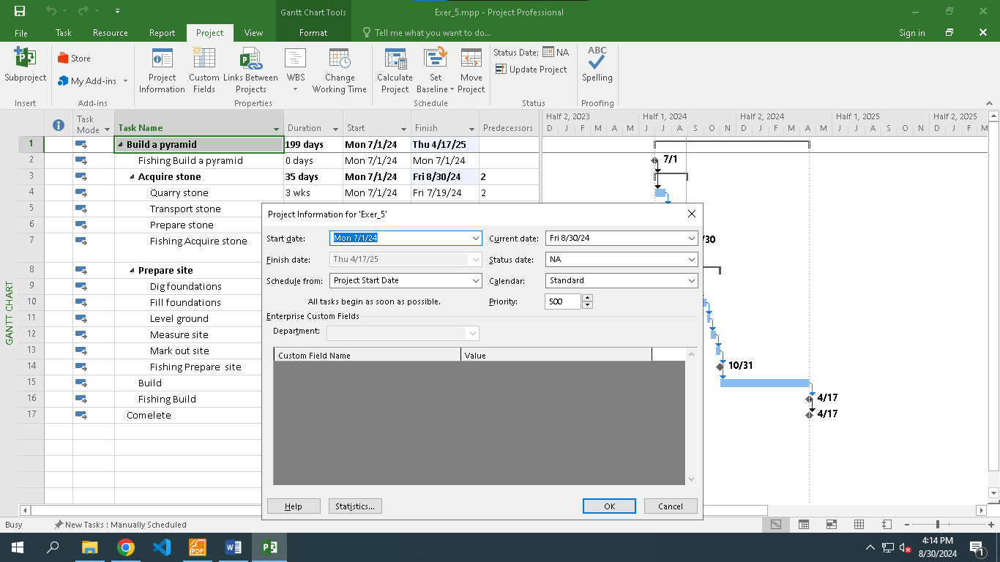 Gantt Chart Tools
Exer_5.mpp - Project Professional
File Task Resource Report Project View Format Tell me what you want to do... Sign in
Subproject
Store
My Add-ins
Project Information
Custom Fields
Links Between Projects
WBS
Change Working Time
Calculate Project
Set Baseline
Move Project
Status Date: NA
Update Project
ABC
Spelling
Insert Add-ins Properties Schedule Status Proofing
Task Mode Task Name Duration Start Finish Predecessors
Half 2, 2023 Half 1, 2024 Half 2, 2024 Half 1, 2025 Half 2, 2025
D J F M A M J J A S O N D J F M A M J J A S O N D J F M
1 Build a pyramid 199 days Mon 7/1/24 Thu 4/17/25
2 Fishing Build a pyramid 0 days Mon 7/1/24 Mon 7/1/24 7/1
3 Acquire stone 35 days Mon 7/1/24 Fri 8/30/24 2
4 Quarry stone 3 wks Mon 7/1/24 Fri 7/19/24 2
5 Transport stone
6 Prepare stone
7 Fishing Acquire stone /30
8 Prepare site
9 Dig foundations
10 Fill foundations
11 Level ground
12 Measure site
13 Mark out site
14 Fishing Prepare site 10/31
15 Build
16 Fishing Build 4/17
17 Comelete 4/17
GANTT CHART
Project Information for 'Exer_5'
Start date: Mon 7/1/24 Current date: Fri 8/30/24
Finish date: Thu 4/17/25 Status date: NA
Schedule from: Project Start Date Calendar: Standard
All tasks begin as soon as possible. Priority: 500
Enterprise Custom Fields
Department:
Custom Field Name Value
Help Statistics... OK Cancel
Busy New Tasks : Manually Scheduled
PDF
4:14 PM
8/30/2024
1